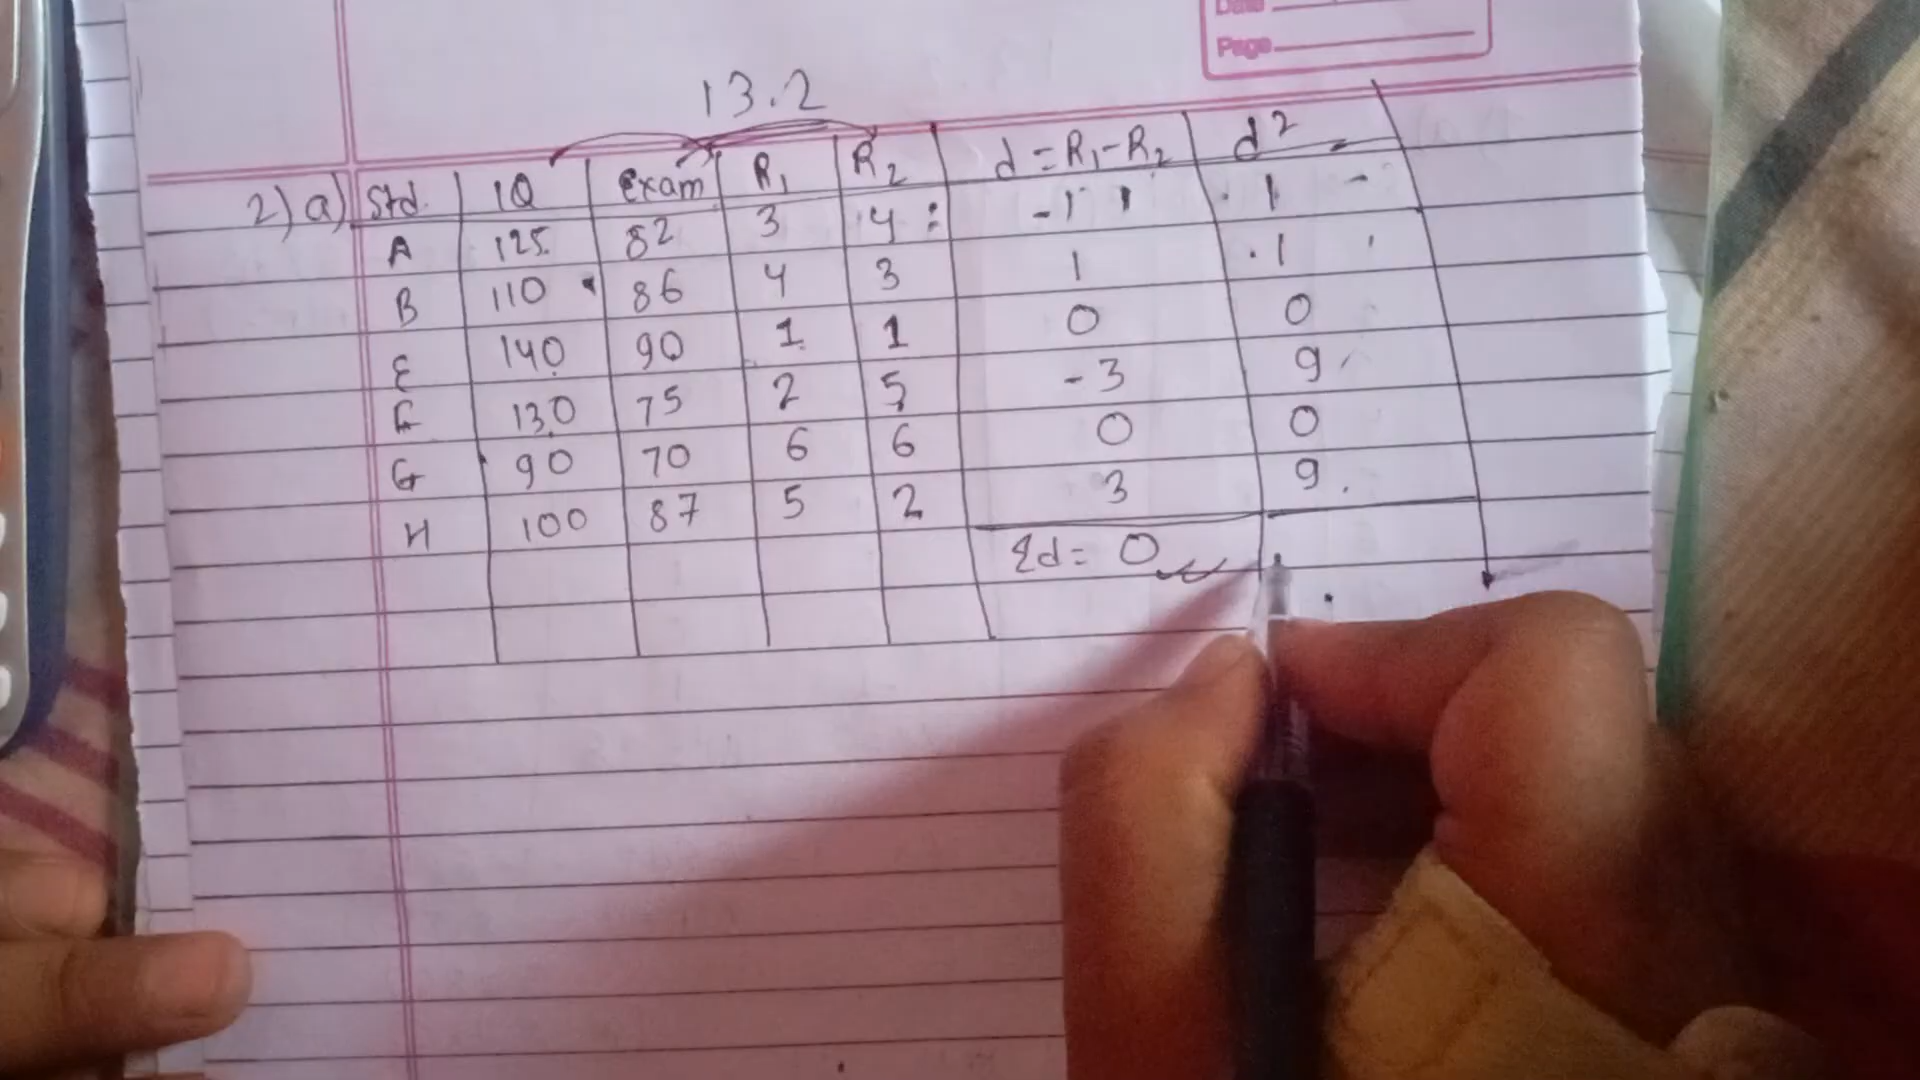 Date
Page
13.2
2) a) Std. IQ Exam R₁ R₂ d = R₁-R₂ d²
A 125 82 3 4 -1 1
B 110 86 4 3 1 1
E 140 90 1 1 0 0
F 130 75 2 5 -3 9
G 90 70 6 6 0 0
H 100 87 5 2 3 9
Σd = 0